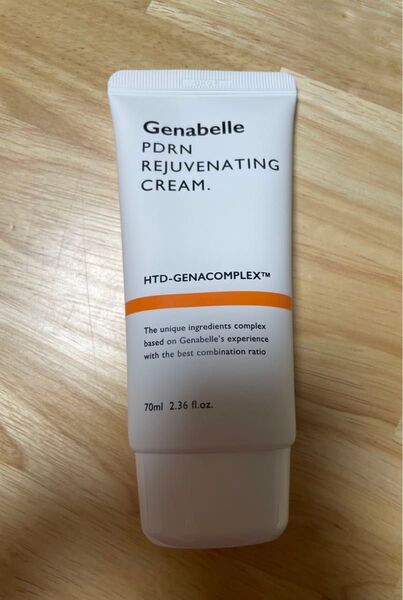 Genabelle
PDRN
REJUVENATING
CREAM.
HTD-GENACOMPLEX™
The unique ingredients complex
based on Genabelle's experience
with the best combination ratio
70ml 2.36 fl.oz.